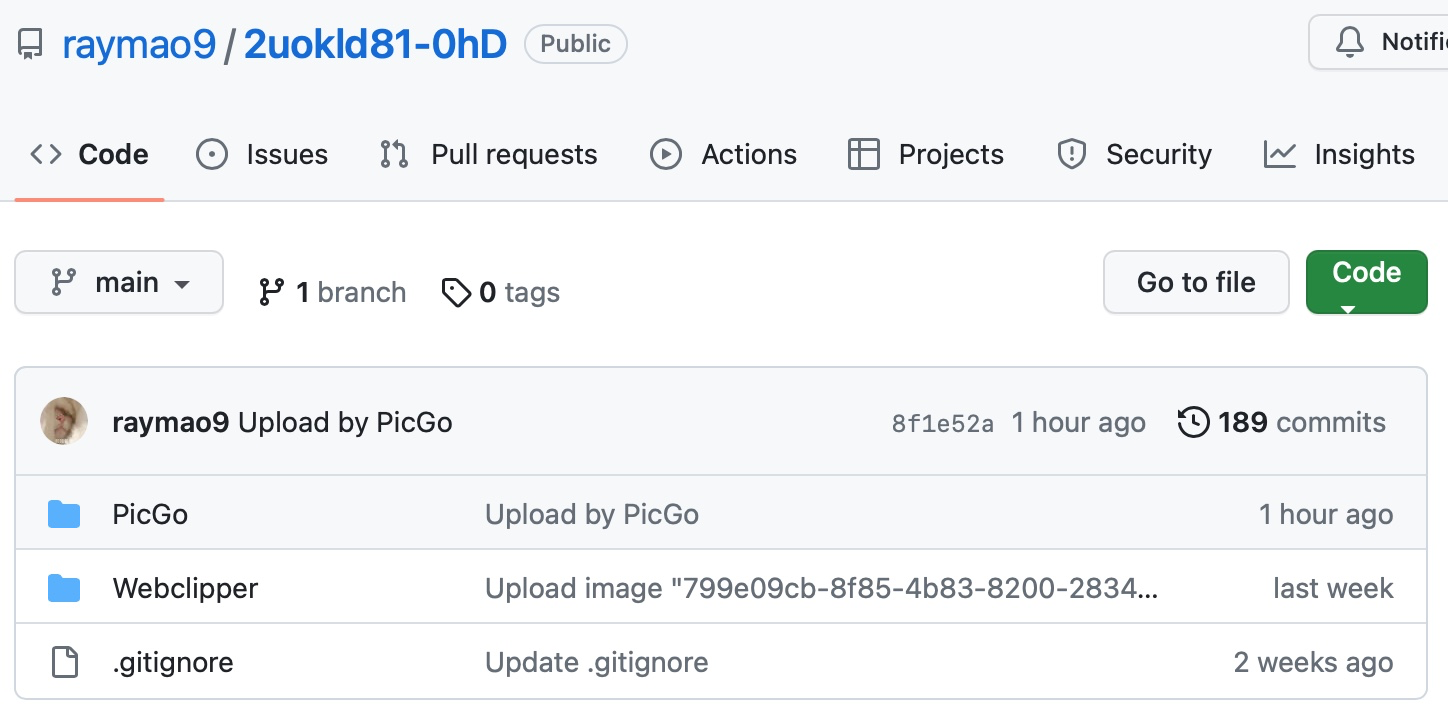 raymao9 / 2uokld81-0hD Public
Notifi
Code Issues Pull requests Actions Projects Security Insights
main 1 branch 0 tags Go to file Code
raymao9 Upload by PicGo 8f1e52a 1 hour ago 189 commits
PicGo Upload by PicGo 1 hour ago
Webclipper Upload image "799e09cb-8f85-4b83-8200-2834... last week
.gitignore Update .gitignore 2 weeks ago